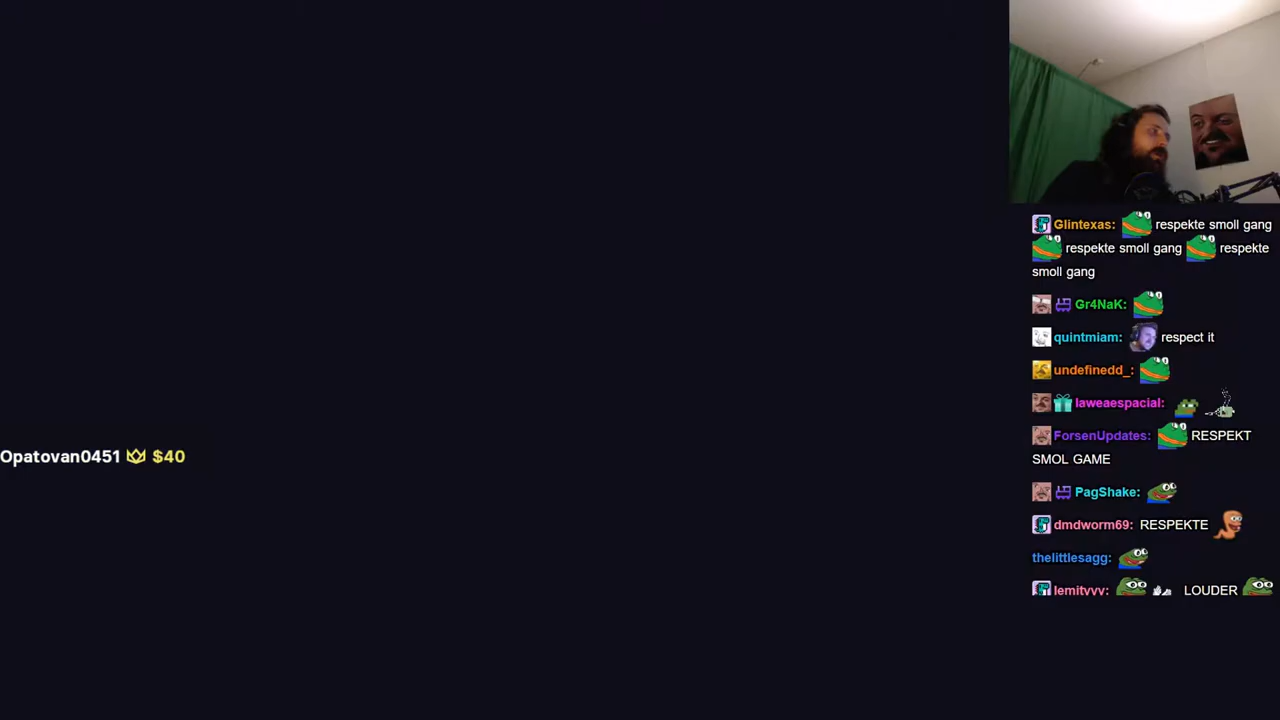 Glintexas: respekte smoll gang
respekte smoll gang respekte
smoll gang
Gr4NaK:
quintmiam: respect it
undefinedd_:
laweaespacial:
ForsenUpdates: RESPEKT
SMOL GAME
Opatovan0451 $40
PagShake:
dmdworm69: RESPEKTE
thelittlesagg:
lemityvv: LOUDER